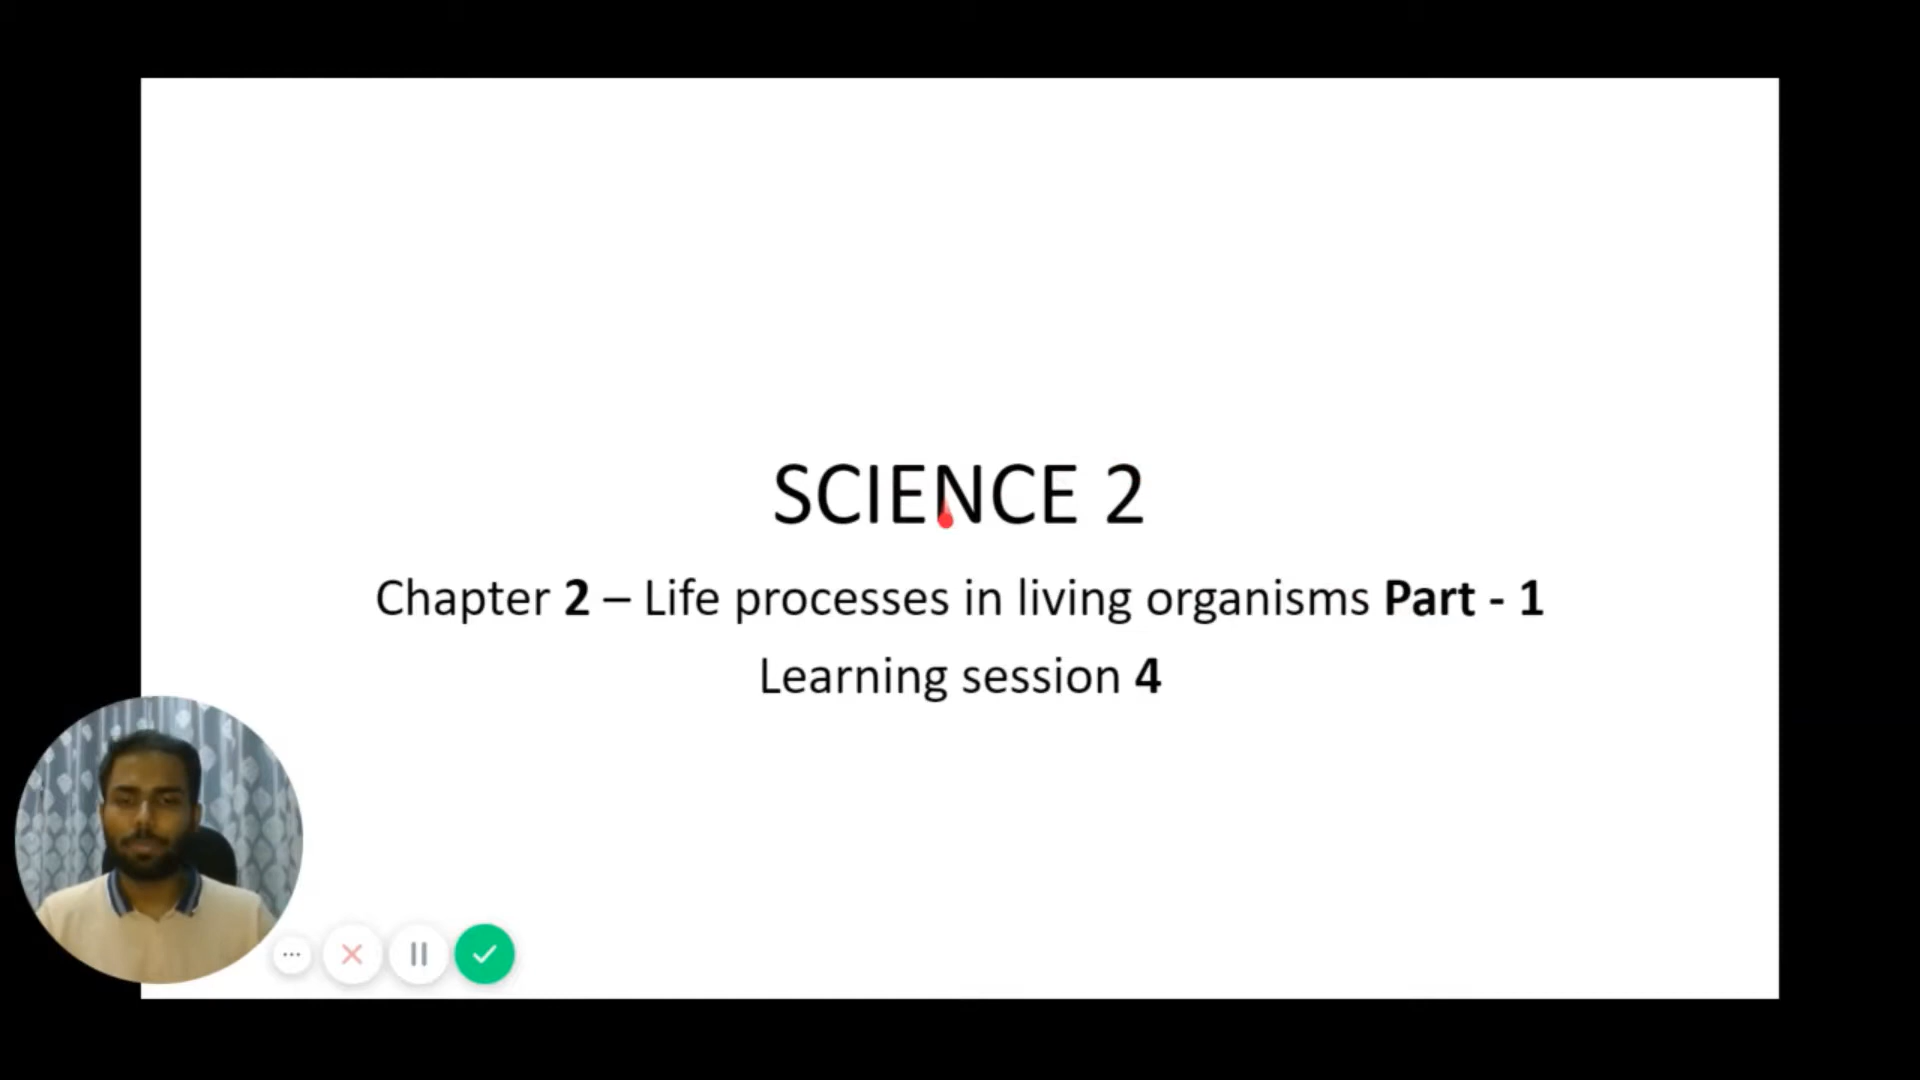 SCIENCE 2
Chapter 2 – Life processes in living organisms Part - 1
Learning session 4